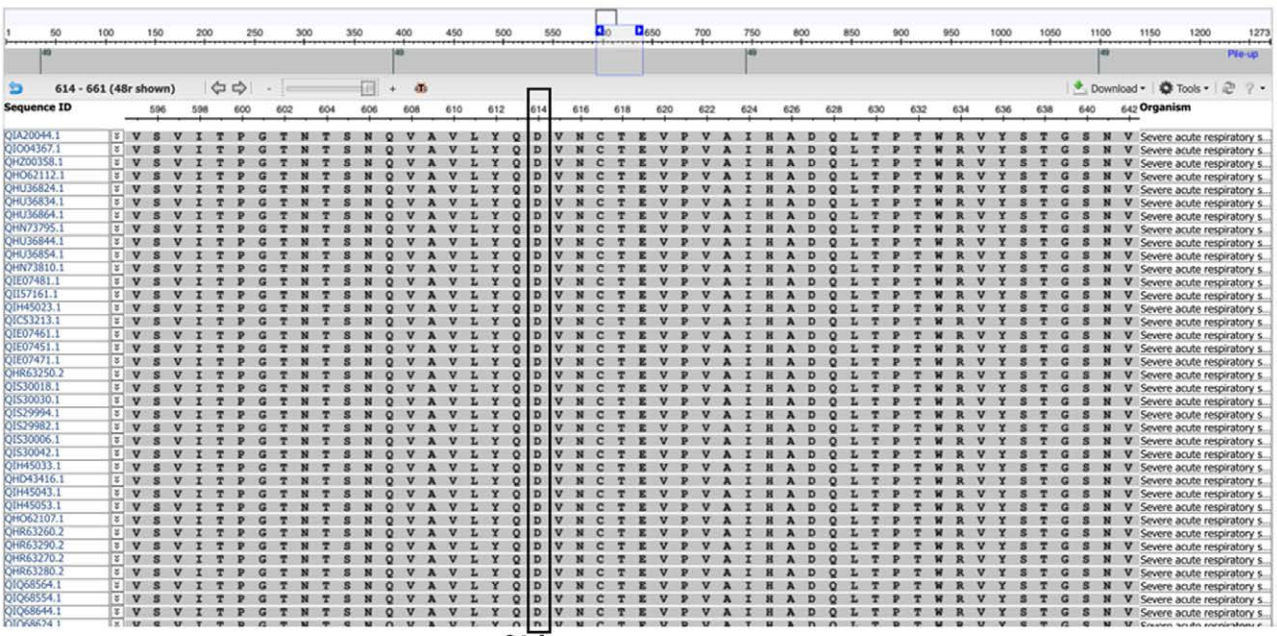 1 50 100 150 200 250 300 350 400 450 500 550 650 700 750 800 850 900 950 1000 1050 1100 1150 1200 1273
49 49 49 49 Pile-up
614 - 661 (48r shown) - + Download Tools ?
Sequence ID 596 598 600 602 604 606 608 610 612 614 616 618 620 622 624 626 628 630 632 634 636 638 640 642 Organism
QIA20044.1 V S V I T P G T N T S N Q V A V L Y Q D V N C T E V P V A I H A D Q L T P T W R V Y S T G S N V Severe acute respiratory s...
QIO04367.1 V S V I T P G T N T S N Q V A V L Y Q D V N C T E V P V A I H A D Q L T P T W R V Y S T G S N V Severe acute respiratory s...
QHZ00358.1 V S V I T P G T N T S N Q V A V L Y Q D V N C T E V P V A I H A D Q L T P T W R V Y S T G S N V Severe acute respiratory s...
QHO62112.1 V S V I T P G T N T S N Q V A V L Y Q D V N C T E V P V A I H A D Q L T P T W R V Y S T G S N V Severe acute respiratory s...
QHU36824.1 V S V I T P G T N T S N Q V A V L Y Q D V N C T E V P V A I H A D Q L T P T W R V Y S T G S N V Severe acute respiratory s...
QHU36834.1 V S V I T P G T N T S N Q V A V L Y Q D V N C T E V P V A I H A D Q L T P T W R V Y S T G S N V Severe acute respiratory s...
QHU36864.1 V S V I T P G T N T S N Q V A V L Y Q D V N C T E V P V A I H A D Q L T P T W R V Y S T G S N V Severe acute respiratory s...
QHN73795.1 V S V I T P G T N T S N Q V A V L Y Q D V N C T E V P V A I H A D Q L T P T W R V Y S T G S N V Severe acute respiratory s...
QHU36844.1 V S V I T P G T N T S N Q V A V L Y Q D V N C T E V P V A I H A D Q L T P T W R V Y S T G S N V Severe acute respiratory s...
QHU36854.1 V S V I T P G T N T S N Q V A V L Y Q D V N C T E V P V A I H A D Q L T P T W R V Y S T G S N V Severe acute respiratory s...
QHN73810.1 V S V I T P G T N T S N Q V A V L Y Q D V N C T E V P V A I H A D Q L T P T W R V Y S T G S N V Severe acute respiratory s...
QIE07481.1 V S V I T P G T N T S N Q V A V L Y Q D V N C T E V P V A I H A D Q L T P T W R V Y S T G S N V Severe acute respiratory s...
QII57161.1 V S V I T P G T N T S N Q V A V L Y Q D V N C T E V P V A I H A D Q L T P T W R V Y S T G S N V Severe acute respiratory s...
QIH45023.1 V S V I T P G T N T S N Q V A V L Y Q D V N C T E V P V A I H A D Q L T P T W R V Y S T G S N V Severe acute respiratory s...
QIC53213.1 V S V I T P G T N T S N Q V A V L Y Q D V N C T E V P V A I H A D Q L T P T W R V Y S T G S N V Severe acute respiratory s...
QIE07461.1 V S V I T P G T N T S N Q V A V L Y Q D V N C T E V P V A I H A D Q L T P T W R V Y S T G S N V Severe acute respiratory s...
QIE07451.1 V S V I T P G T N T S N Q V A V L Y Q D V N C T E V P V A I H A D Q L T P T W R V Y S T G S N V Severe acute respiratory s...
QIE07471.1 V S V I T P G T N T S N Q V A V L Y Q D V N C T E V P V A I H A D Q L T P T W R V Y S T G S N V Severe acute respiratory s...
QHR63250.2 V S V I T P G T N T S N Q V A V L Y Q D V N C T E V P V A I H A D Q L T P T W R V Y S T G S N V Severe acute respiratory s...
QIS30018.1 V S V I T P G T N T S N Q V A V L Y Q D V N C T E V P V A I H A D Q L T P T W R V Y S T G S N V Severe acute respiratory s...
QIS30030.1 V S V I T P G T N T S N Q V A V L Y Q D V N C T E V P V A I H A D Q L T P T W R V Y S T G S N V Severe acute respiratory s...
QIS29994.1 V S V I T P G T N T S N Q V A V L Y Q D V N C T E V P V A I H A D Q L T P T W R V Y S T G S N V Severe acute respiratory s...
QIS29982.1 V S V I T P G T N T S N Q V A V L Y Q D V N C T E V P V A I H A D Q L T P T W R V Y S T G S N V Severe acute respiratory s...
QIS30006.1 V S V I T P G T N T S N Q V A V L Y Q D V N C T E V P V A I H A D Q L T P T W R V Y S T G S N V Severe acute respiratory s...
QIS30042.1 V S V I T P G T N T S N Q V A V L Y Q D V N C T E V P V A I H A D Q L T P T W R V Y S T G S N V Severe acute respiratory s...
QIH45033.1 V S V I T P G T N T S N Q V A V L Y Q D V N C T E V P V A I H A D Q L T P T W R V Y S T G S N V Severe acute respiratory s...
QHD43416.1 V S V I T P G T N T S N Q V A V L Y Q D V N C T E V P V A I H A D Q L T P T W R V Y S T G S N V Severe acute respiratory s...
QIH45043.1 V S V I T P G T N T S N Q V A V L Y Q D V N C T E V P V A I H A D Q L T P T W R V Y S T G S N V Severe acute respiratory s...
QIH45053.1 V S V I T P G T N T S N Q V A V L Y Q D V N C T E V P V A I H A D Q L T P T W R V Y S T G S N V Severe acute respiratory s...
QHO62107.1 V S V I T P G T N T S N Q V A V L Y Q D V N C T E V P V A I H A D Q L T P T W R V Y S T G S N V Severe acute respiratory s...
QHR63260.2 V S V I T P G T N T S N Q V A V L Y Q D V N C T E V P V A I H A D Q L T P T W R V Y S T G S N V Severe acute respiratory s...
QHR63290.2 V S V I T P G T N T S N Q V A V L Y Q D V N C T E V P V A I H A D Q L T P T W R V Y S T G S N V Severe acute respiratory s...
QHR63270.2 V S V I T P G T N T S N Q V A V L Y Q D V N C T E V P V A I H A D Q L T P T W R V Y S T G S N V Severe acute respiratory s...
QHR63280.2 V S V I T P G T N T S N Q V A V L Y Q D V N C T E V P V A I H A D Q L T P T W R V Y S T G S N V Severe acute respiratory s...
QIQ68564.1 V S V I T P G T N T S N Q V A V L Y Q D V N C T E V P V A I H A D Q L T P T W R V Y S T G S N V Severe acute respiratory s...
QIQ68554.1 V S V I T P G T N T S N Q V A V L Y Q D V N C T E V P V A I H A D Q L T P T W R V Y S T G S N V Severe acute respiratory s...
QIQ68644.1 V S V I T P G T N T S N Q V A V L Y Q D V N C T E V P V A I H A D Q L T P T W R V Y S T G S N V Severe acute respiratory s...
QIQ68624.1